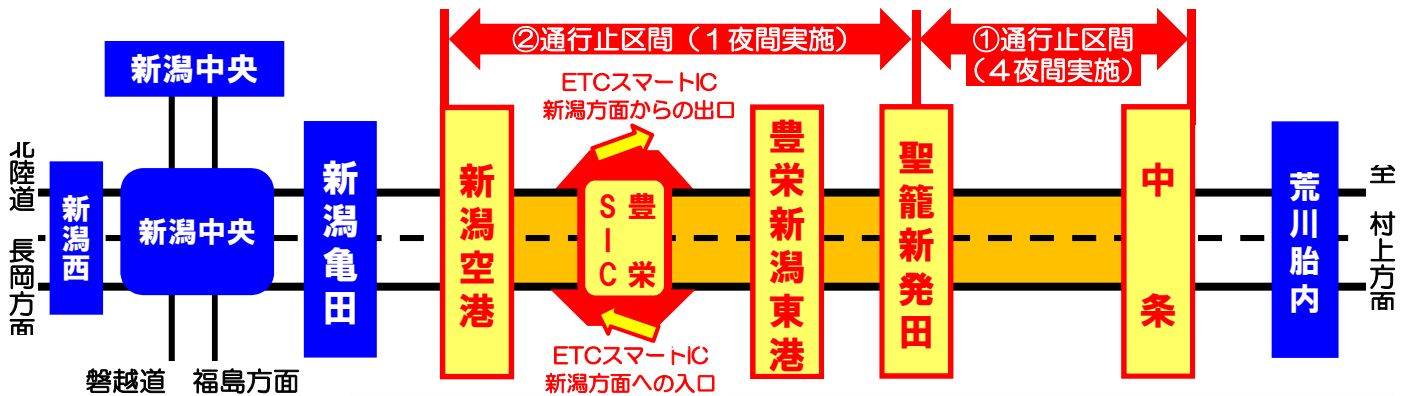 ②通行止区間（１夜間実施）
①通行止区間
（４夜間実施）
新潟中央
ETCスマートIC
新潟方面からの出口
北陸道　長岡方面
新潟西
新潟中央
新潟亀田
新潟空港
豊栄
SIC
豊栄新潟東港
聖籠新発田
中条
荒川胎内
至　村上方面
ETCスマートIC
新潟方面への入口
磐越道　福島方面